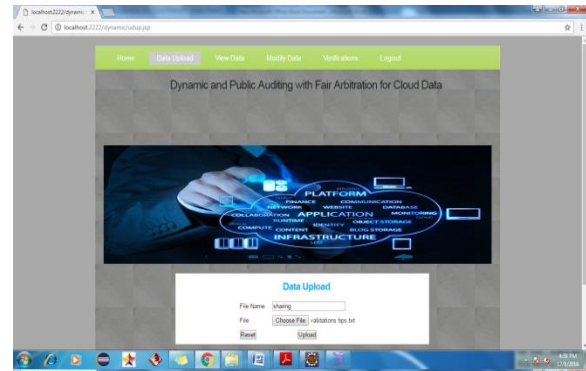 localhost:2222/dynamic
localhost:2222/dynamic/uitup.jsp
Home Data Upload View Data Modify Data Verifications Logout
Dynamic and Public Auditing with Fair Arbitration for Cloud Data
PLATFORM
FINANCE COMMUNICATION
NETWORK WEBSITE DATABASE
COLLABORATION APPLICATION MONITORING
RUNTIME OBJECT STORAGE
IDENTITY
COMPUTE CONTENT BLOG STORAGE
INFRASTRUCTURE
Data Upload
File Name sharing
File Choose File validations tips.txt
Reset Upload
4:28 PM